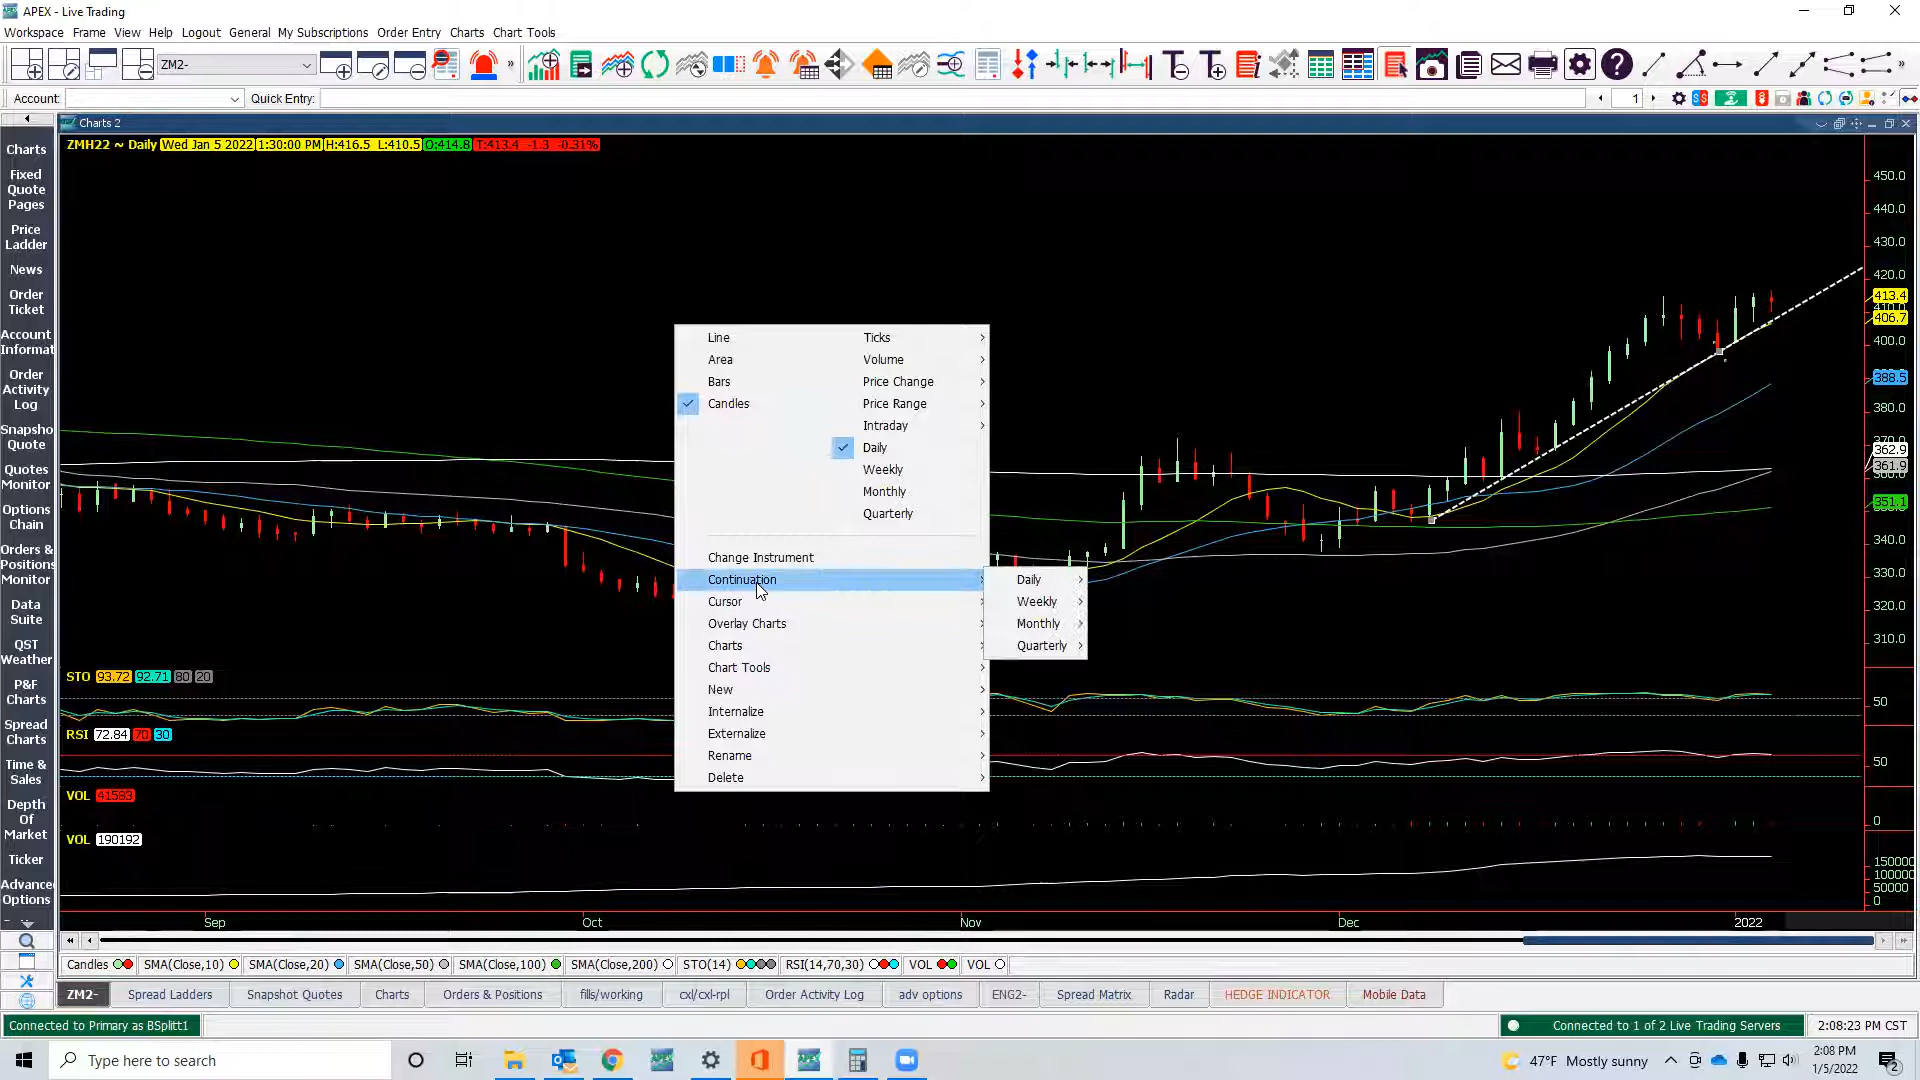 APEX - Live Trading
Workspace Frame View Help Logout General My Subscriptions Order Entry Charts Chart Tools
ZM2-
Account: Quick Entry: 1
Charts 2
ZMH22 ~ Daily Wed Jan 5 2022 1:30:00 PM H:416.5 L:410.5 O:414.8 T:413.4 -1.3 -0.31%
Charts
Fixed
Quote
Pages
Price
Ladder
News
Order
Ticket
Account
Informat
Order
Activity
Log
Snapsho
Quote
Quotes
Monitor
Options
Chain
Orders &
Positions
Monitor
Data
Suite
QST
Weather
P&F
Charts
Spread
Charts
Time &
Sales
Depth
Of
Market
Ticker
Advance
Options
Line
Area
Bars
Candles
Ticks
Volume
Price Change
Price Range
Intraday
Daily
Weekly
Monthly
Quarterly
Change Instrument
Continuation
Cursor
Overlay Charts
Charts
Chart Tools
New
Internalize
Externalize
Rename
Delete
Daily
Weekly
Monthly
Quarterly
450.0
440.0
430.0
420.0
413.4
406.7
400.0
388.5
380.0
362.9
361.9
351.1
340.0
330.0
320.0
310.0
STO 93.72 92.71 80 20
50
RSI 72.84 70 30
50
VOL 41583
0
VOL 190192
150000
100000
50000
0
Sep Oct Nov Dec 2022
Candles SMA(Close,10) SMA(Close,20) SMA(Close,50) SMA(Close,100) SMA(Close,200) STO(14) RSI(14,70,30) VOL VOL
ZM2- Spread Ladders Snapshot Quotes Charts Orders & Positions fills/working cxl/cxl-rpl Order Activity Log adv options ENG2- Spread Matrix Radar HEDGE INDICATOR Mobile Data
Connected to Primary as BSplitt1 Connected to 1 of 2 Live Trading Servers 2:08:23 PM CST
Type here to search 47°F Mostly sunny 2:08 PM
1/5/2022 2